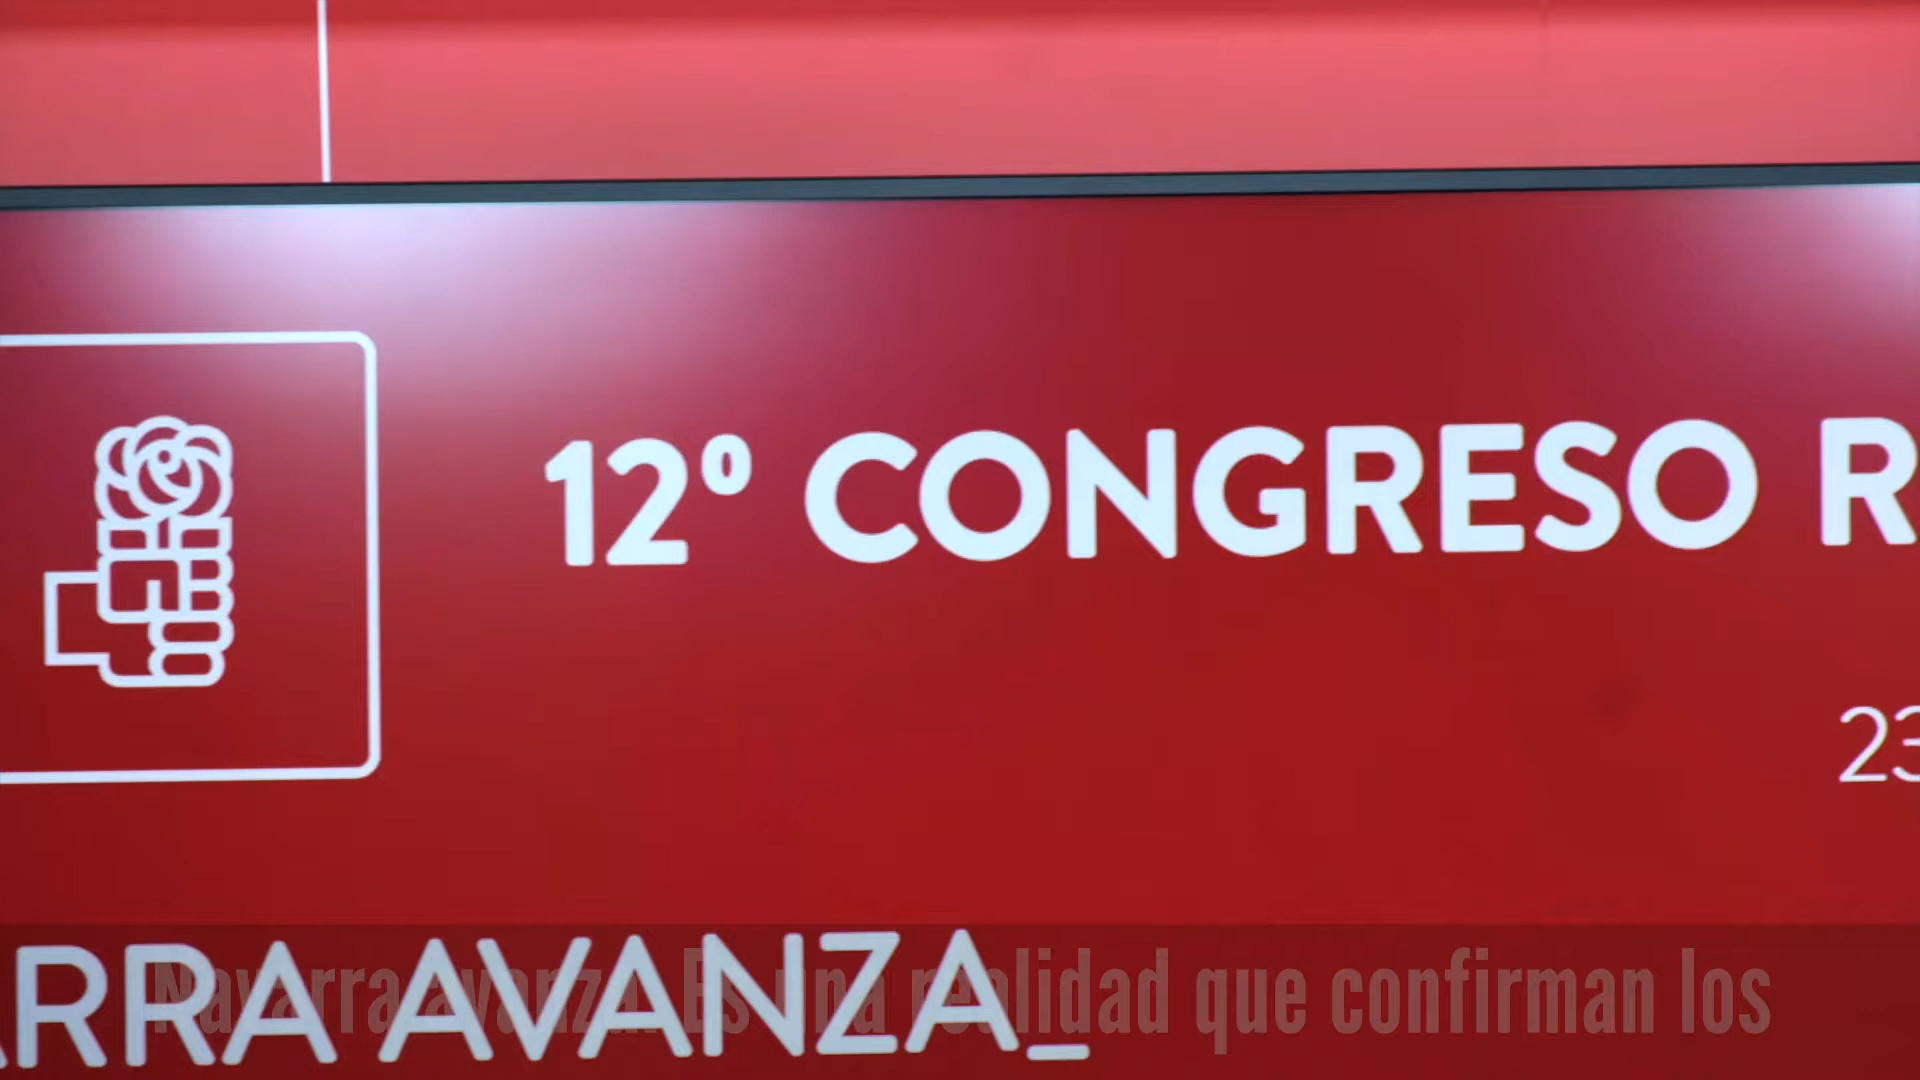 12º CONGRESO R
23
ARRA AVANZA_
Navarra avanza. Es una realidad que confirman los